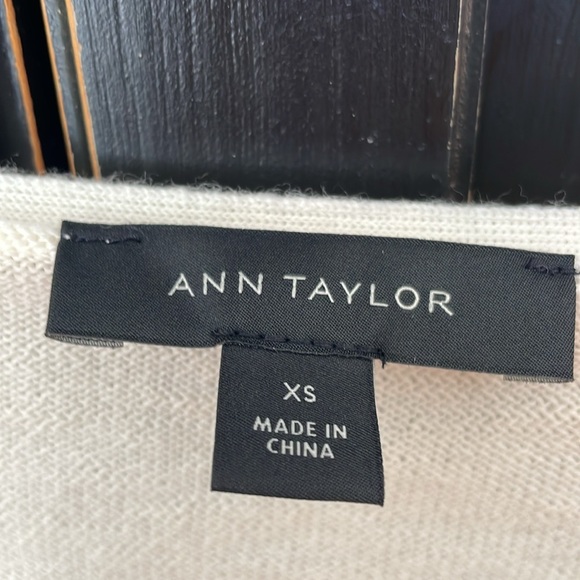 ANN TAYLOR
XS
MADE IN
CHINA